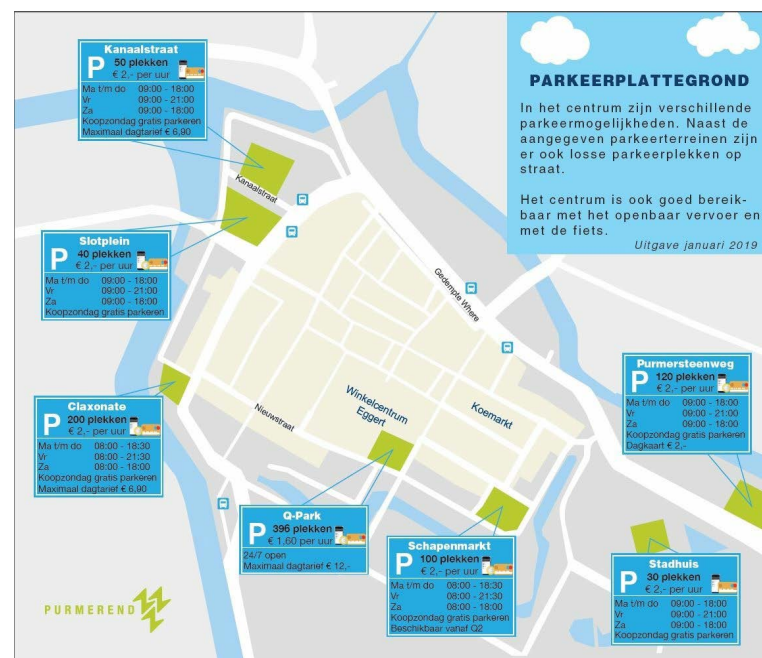 Kanaalstraat
P
50 plekken
€ 2,- per uur
Ma t/m do 09:00 - 18:00
Vr 09:00 - 21:00
Za 09:00 - 18:00
Koopzondag gratis parkeren
Maximaal dagtarief € 6,90
PARKEERPLATTEGROND
In het centrum zijn verschillende
parkeermogelijkheden. Naast de
aangegeven parkeerterreinen zijn
er ook losse parkeerplekken op
straat.
Het centrum is ook goed bereik-
baar met het openbaar vervoer en
met de fiets.
Uitgave januari 2019
Kanaalstraat
Slotplein
P
40 plekken
€ 2,- per uur
Ma t/m do 09:00 - 18:00
Vr 09:00 - 21:00
Za 09:00 - 18:00
Koopzondag gratis parkeren
Gedempte Where
Purmersteenweg
P
120 plekken
€ 2,- per uur
Ma t/m do 09:00 - 18:00
Vr 09:00 - 21:00
Za 09:00 - 18:00
Koopzondag gratis parkeren
Dagkaart € 2,-
Claxonate
P
200 plekken
€ 2,- per uur
Ma t/m do 08:00 - 18:30
Vr 08:00 - 21:30
Za 08:00 - 18:00
Koopzondag gratis parkeren
Maximaal dagtarief € 6,90
Nieuwstraat
Winkelcentrum
Eggert
Koemarkt
Q-Park
P
396 plekken
€ 1,60 per uur
24/7 open
Maximaal dagtarief € 12,-
Schapenmarkt
P
100 plekken
€ 2,- per uur
Ma t/m do 08:00 - 18:30
Vr 08:00 - 21:30
Za 08:00 - 18:00
Koopzondag gratis parkeren
Beschikbaar vanaf Q2
Stadhuis
P
30 plekken
€ 2,- per uur
Ma t/m do 09:00 - 18:00
Vr 09:00 - 21:00
Za 09:00 - 18:00
Koopzondag gratis parkeren
PURMEREND